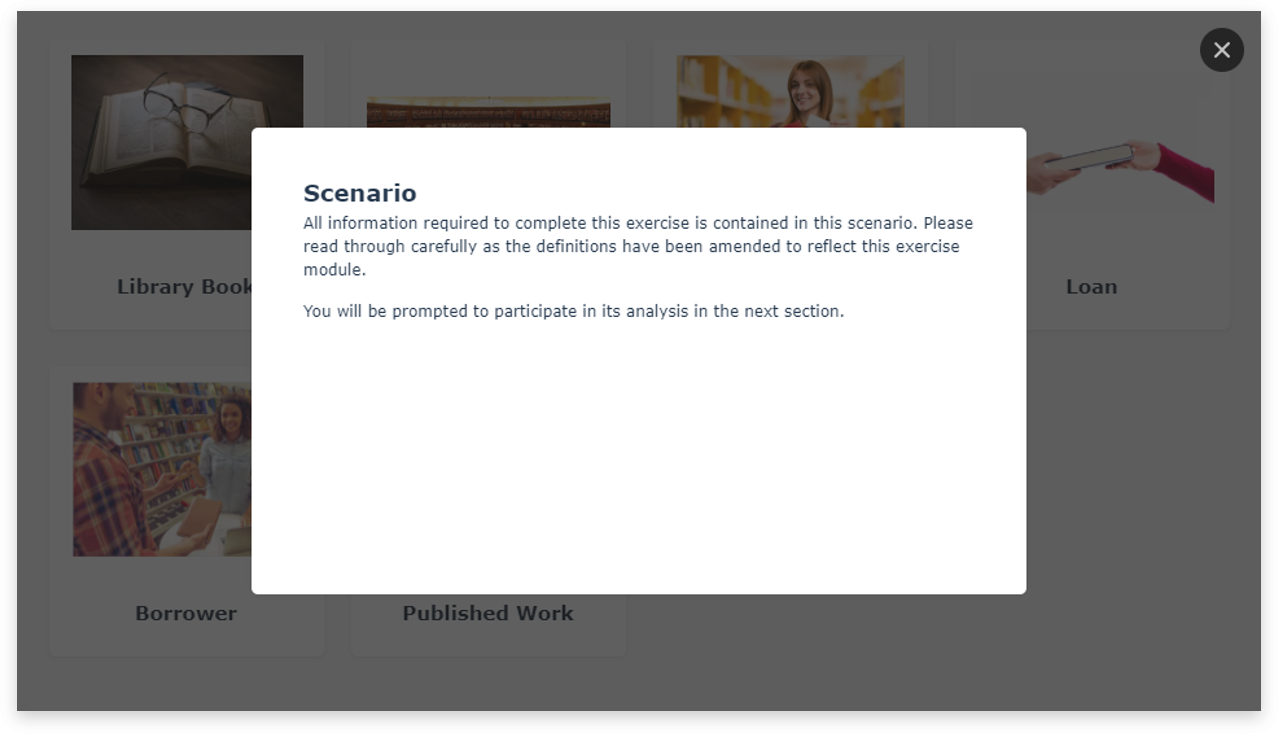 Scenario
All information required to complete this exercise is contained in this scenario. Please
read through carefully as the definitions have been amended to reflect this exercise
module.
You will be prompted to participate in its analysis in the next section.
Library Book
Loan
Borrower
Published Work